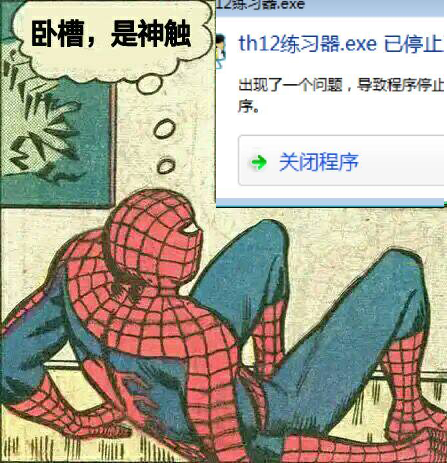 卧槽，是神触
12练习器.exe
th12练习器.exe 已停止
出现了一个问题，导致程序停止
序。
关闭程序